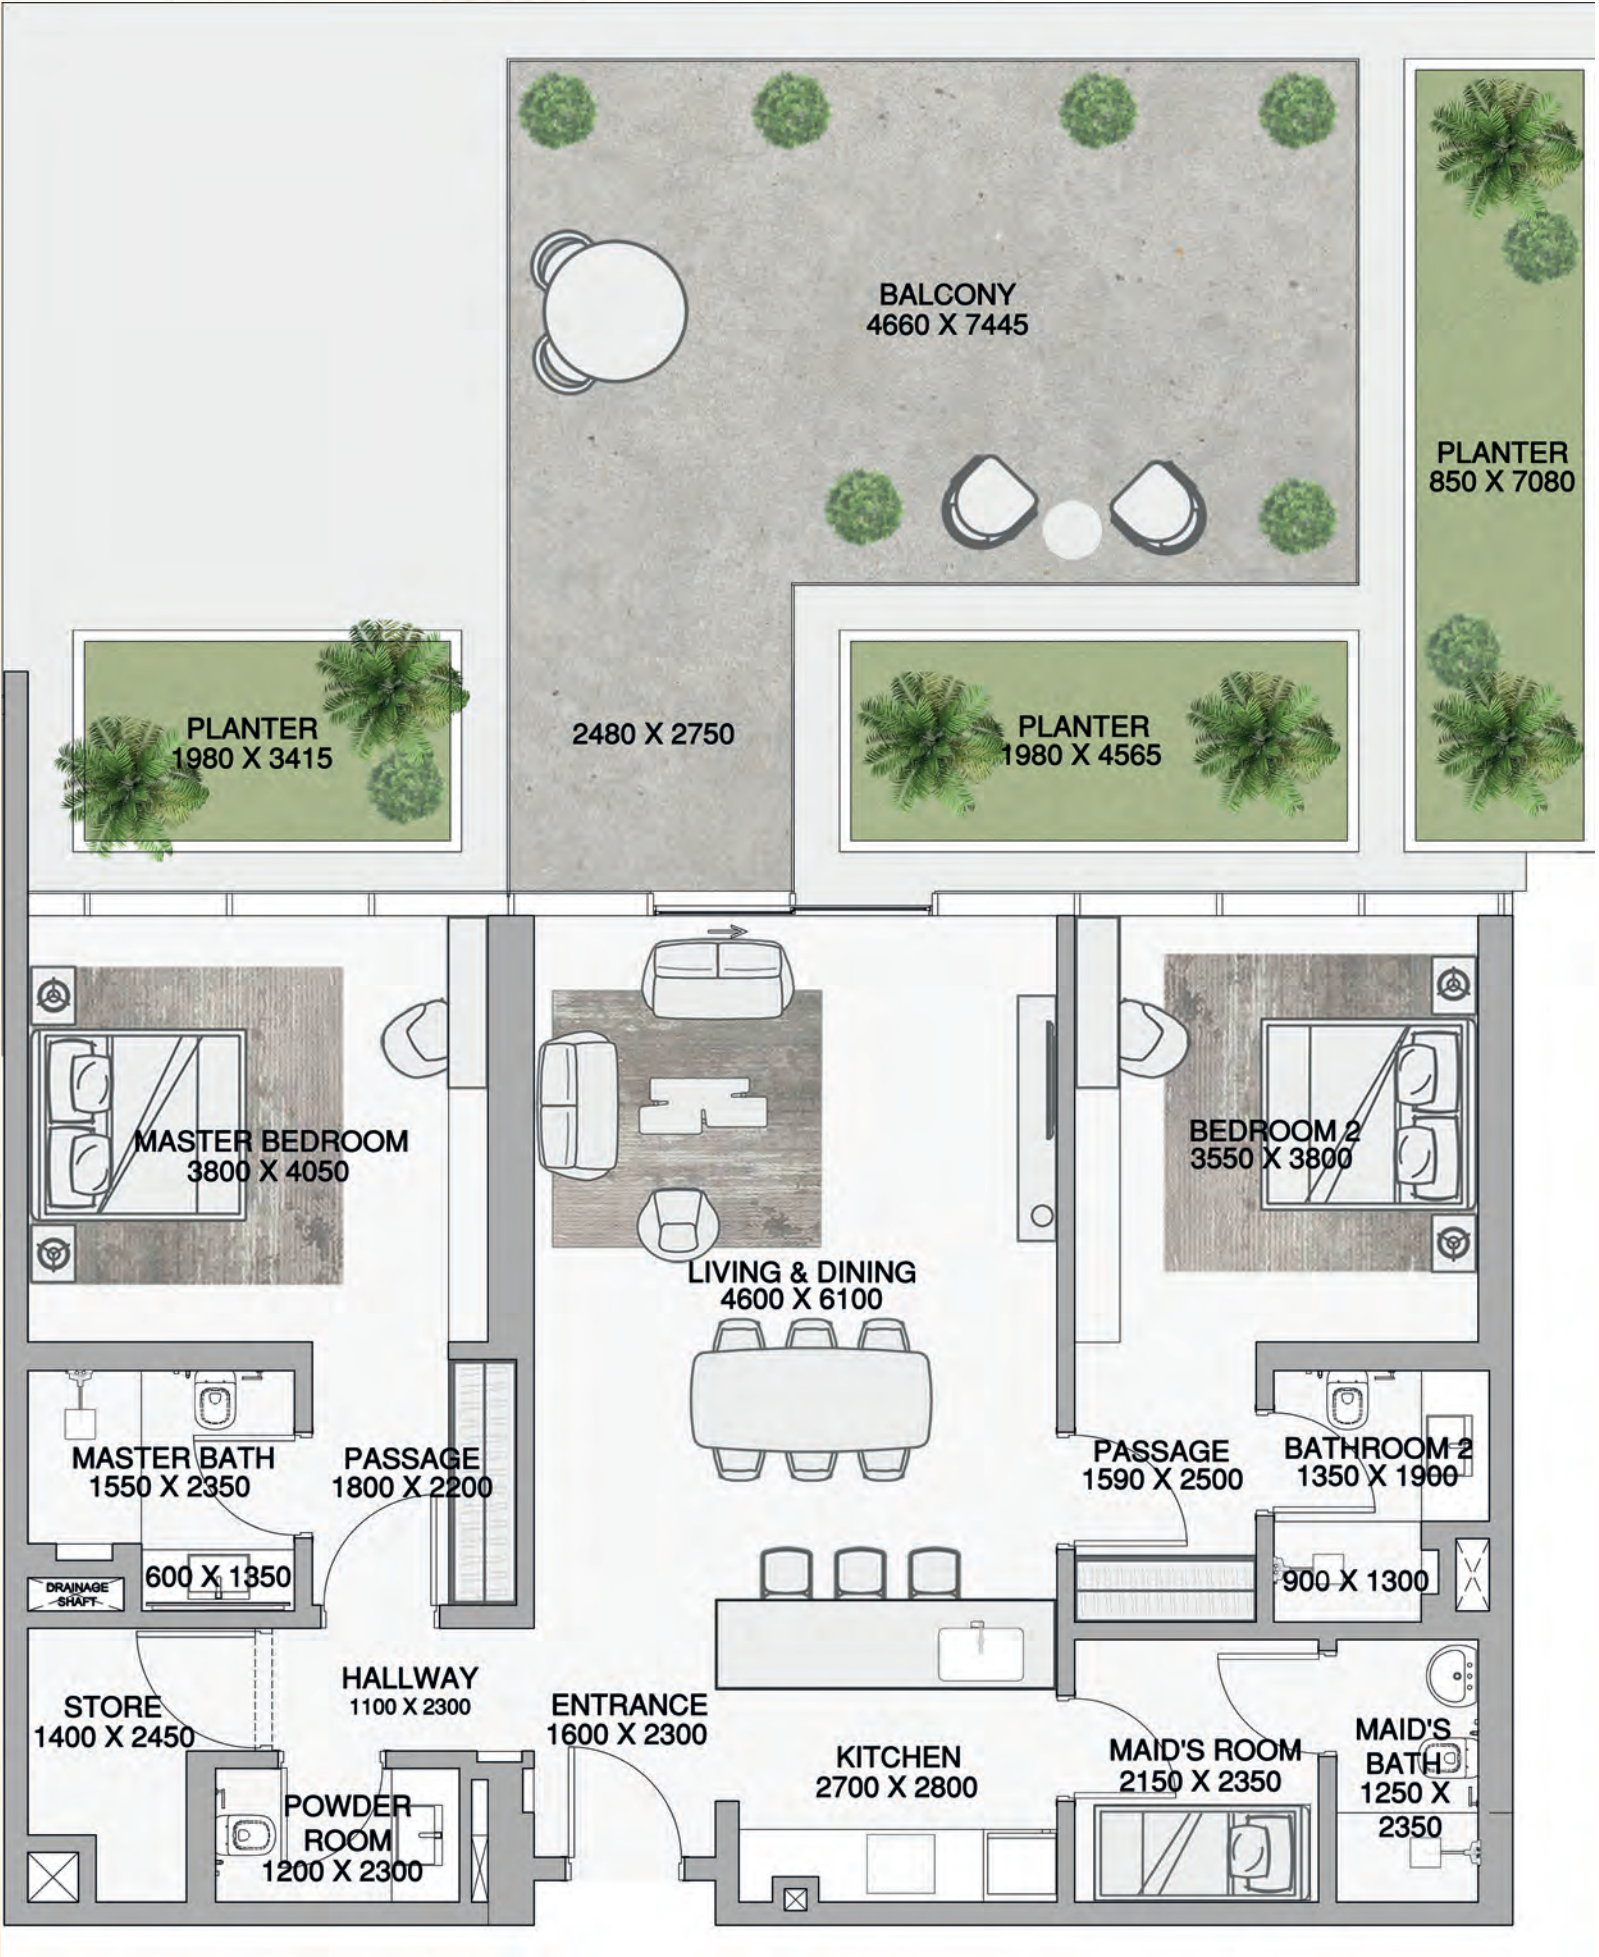 BALCONY
4660 X 7445
PLANTER
850 X 7080
PLANTER
1980 X 3415
2480 X 2750
PLANTER
1980 X 4565
MASTER BEDROOM
3800 X 4050
BEDROOM 2
3550 X 3800
LIVING & DINING
4600 X 6100
MASTER BATH
1550 X 2350
PASSAGE
1800 X 2200
PASSAGE
1590 X 2500
BATHROOM 2
1350 X 1900
DRAINAGE
SHAFT
600 X 1350
900 X 1300
STORE
1400 X 2450
HALLWAY
1100 X 2300
ENTRANCE
1600 X 2300
KITCHEN
2700 X 2800
MAID'S ROOM
2150 X 2350
MAID'S
BATH
1250 X
2350
POWDER
ROOM
1200 X 2300